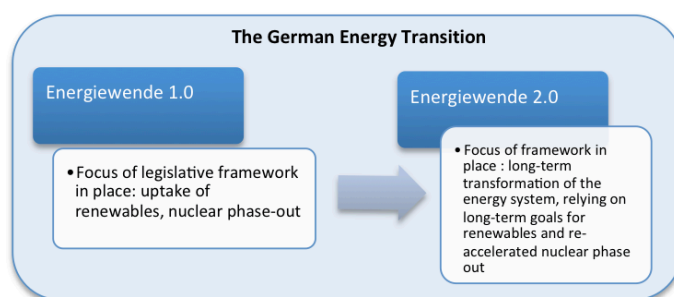 The German Energy Transition
Energiewende 1.0
•Focus of legislative framework
in place: uptake of
renewables, nuclear phase-out
Energiewende 2.0
•Focus of framework in
place : long-term
transformation of the
energy system, relying on
long-term goals for
renewables and re-
accelerated nuclear phase
out